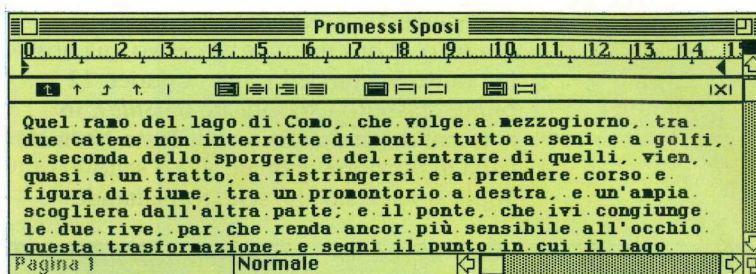 Promessi Sposi
0 1 2 3 4 5 6 7 8 9 10 11 12 13 14 15
Quel ramo del lago di Como, che volge a mezzogiorno, tra
due catene non interrotte di monti, tutto a seni e a golfi,
a seconda dello sporgere e del rientrare di quelli, vien,
quasi a un tratto, a ristringersi e a prendere corso e
figura di fiume, tra un promontorio a destra, e un'ampia
scogliera dall'altra parte; e il ponte, che ivi congiunge
le due rive, par che renda ancor più sensibile all'occhio
questa trasformazione, e segni il punto in cui il lago
Pagina 1 Normale